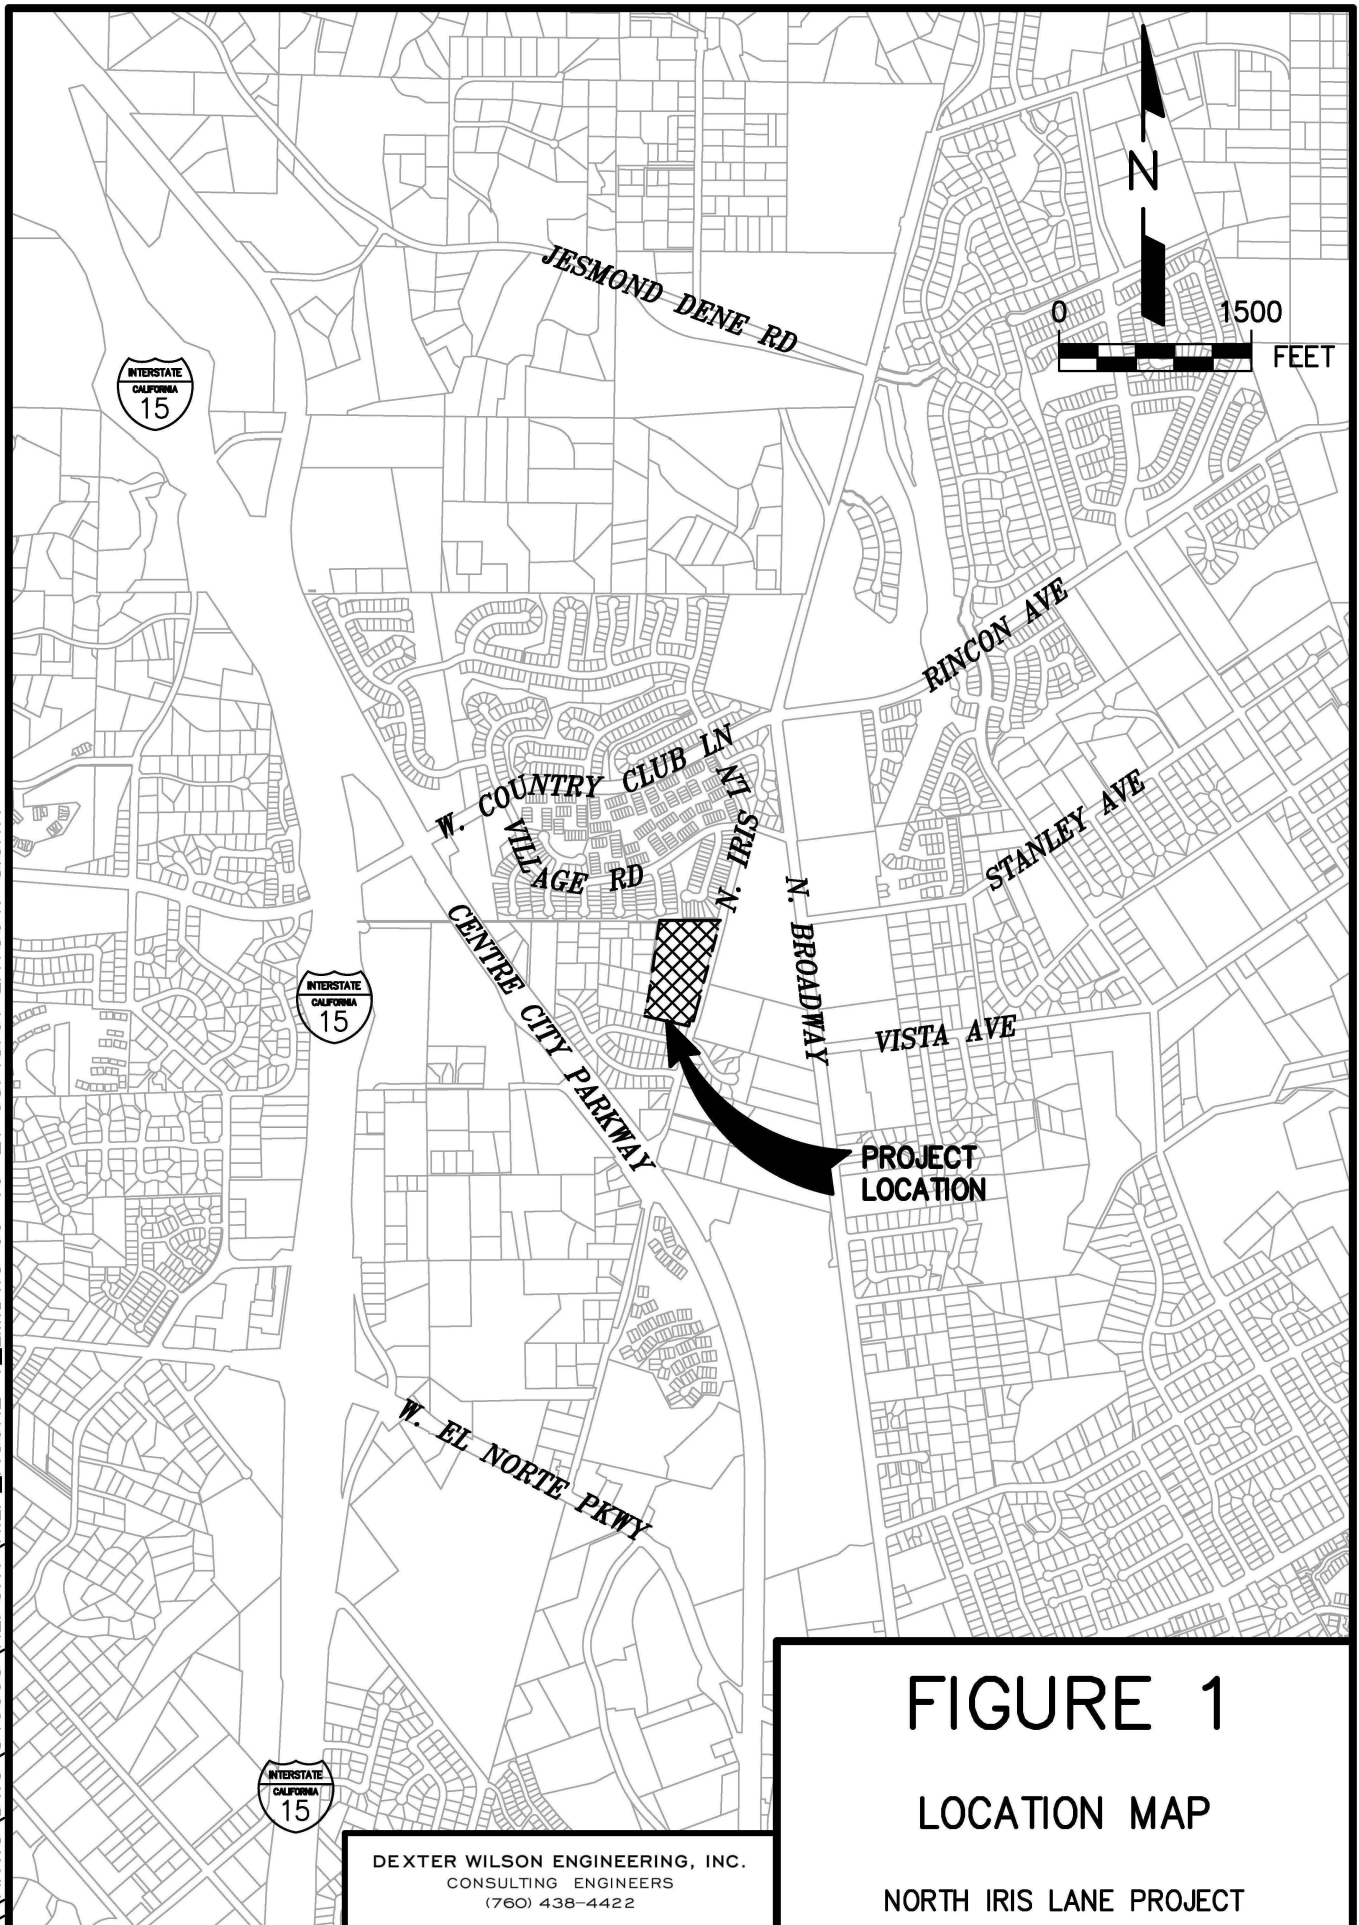 N
0 1500
FEET
JESMOND DENE RD
INTERSTATE
CALIFORNIA
15
RINCON AVE
W. COUNTRY CLUB LN
N. IRIS LN
VILLAGE RD
STANLEY AVE
N. BROADWAY
CENTRE CITY PARKWAY
INTERSTATE
CALIFORNIA
15
VISTA AVE
PROJECT
LOCATION
W. EL NORTE PKWY
INTERSTATE
CALIFORNIA
15
DEXTER WILSON ENGINEERING, INC.
CONSULTING ENGINEERS
(760) 438-4422
FIGURE 1
LOCATION MAP
NORTH IRIS LANE PROJECT